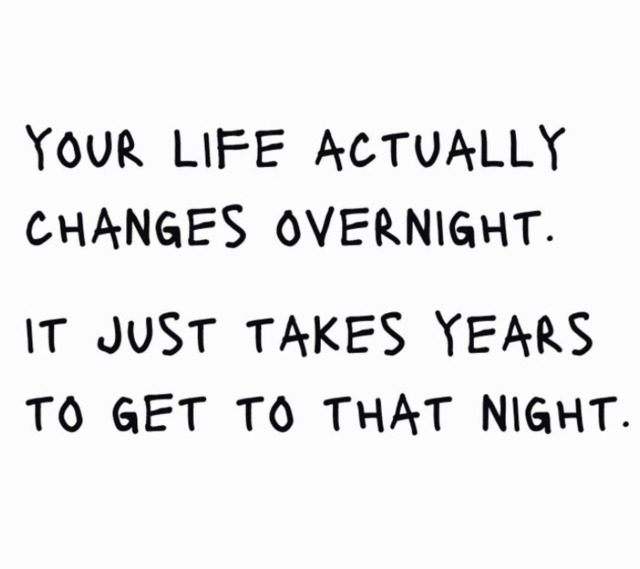 YOUR LIFE ACTUALLY
CHANGES OVERNIGHT.
IT JUST TAKES YEARS
TO GET TO THAT NIGHT.